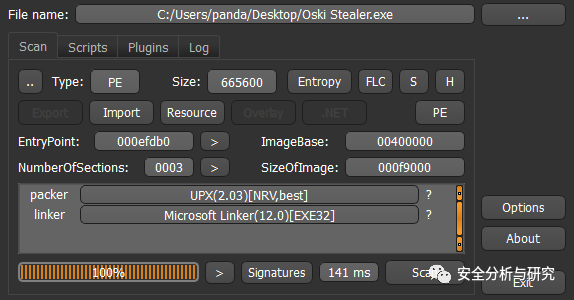 File name: C:/Users/panda/Desktop/Oski Stealer.exe ...
Scan Scripts Plugins Log
.. Type: PE Size: 665600 Entropy FLC S H
Export Import Resource Overlay .NET PE
EntryPoint: 000efdb0 > ImageBase: 00400000
NumberOfSections: 0003 > SizeOfImage: 000f9000
packer UPX(2.03)[NRV,best] ?
linker Microsoft Linker(12.0)[EXE32] ?
Options
About
100% > Signatures 141 ms Scan
安全分析与研究
Exit